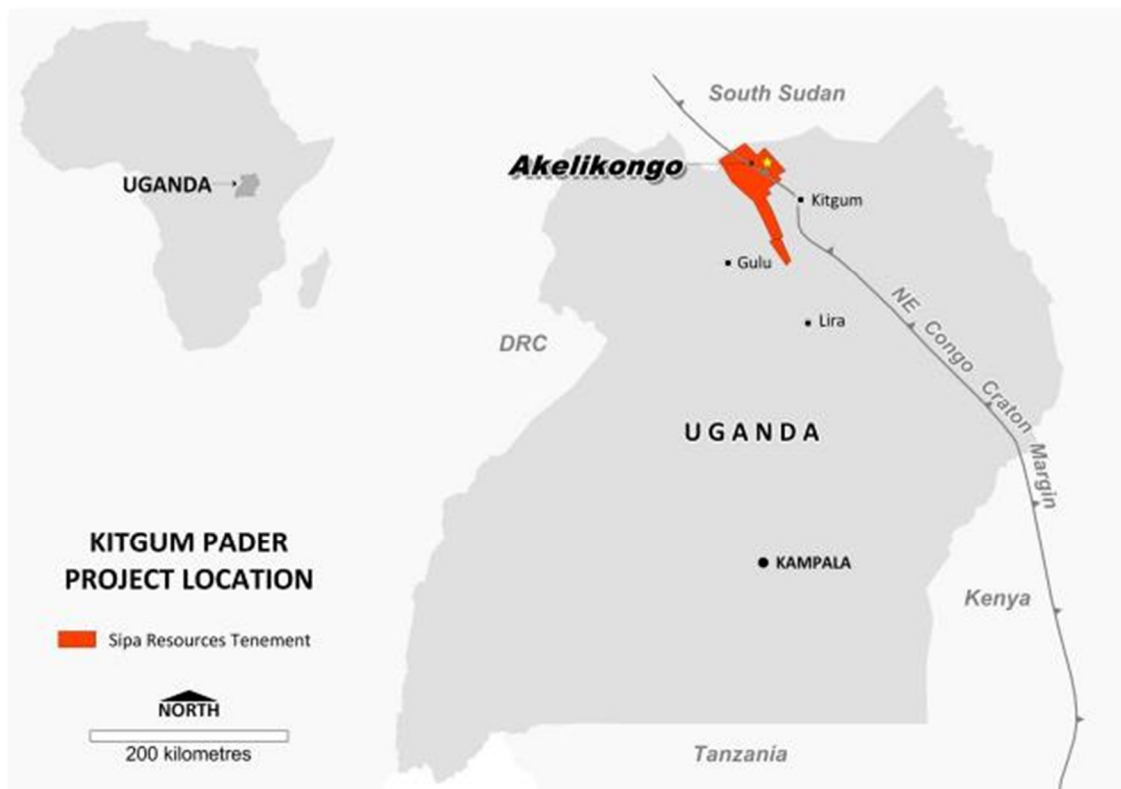 South Sudan
Akelikongo
UGANDA
Kitgum
Gulu
NE Congo Craton Margin
Lira
DRC
UGANDA
KITGUM PADER
PROJECT LOCATION
KAMPALA
Kenya
Sipa Resources Tenement
NORTH
200 kilometres
Tanzania